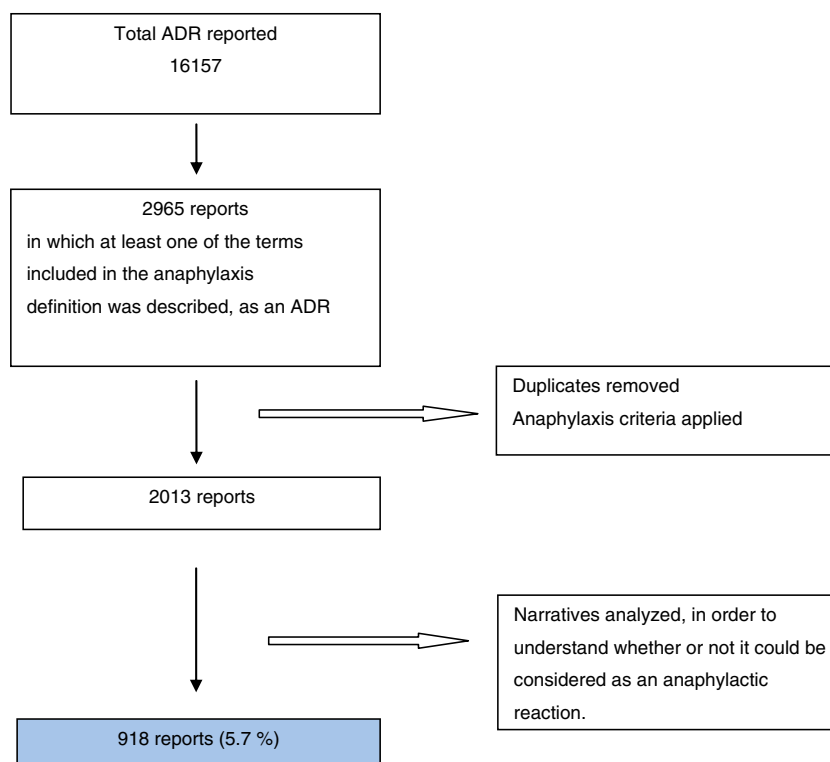 Total ADR reported
16157
2965 reports
in which at least one of the terms
included in the anaphylaxis
definition was described, as an ADR
Duplicates removed
Anaphylaxis criteria applied
2013 reports
Narratives analyzed, in order to
understand whether or not it could be
considered as an anaphylactic
reaction.
918 reports (5.7 %)